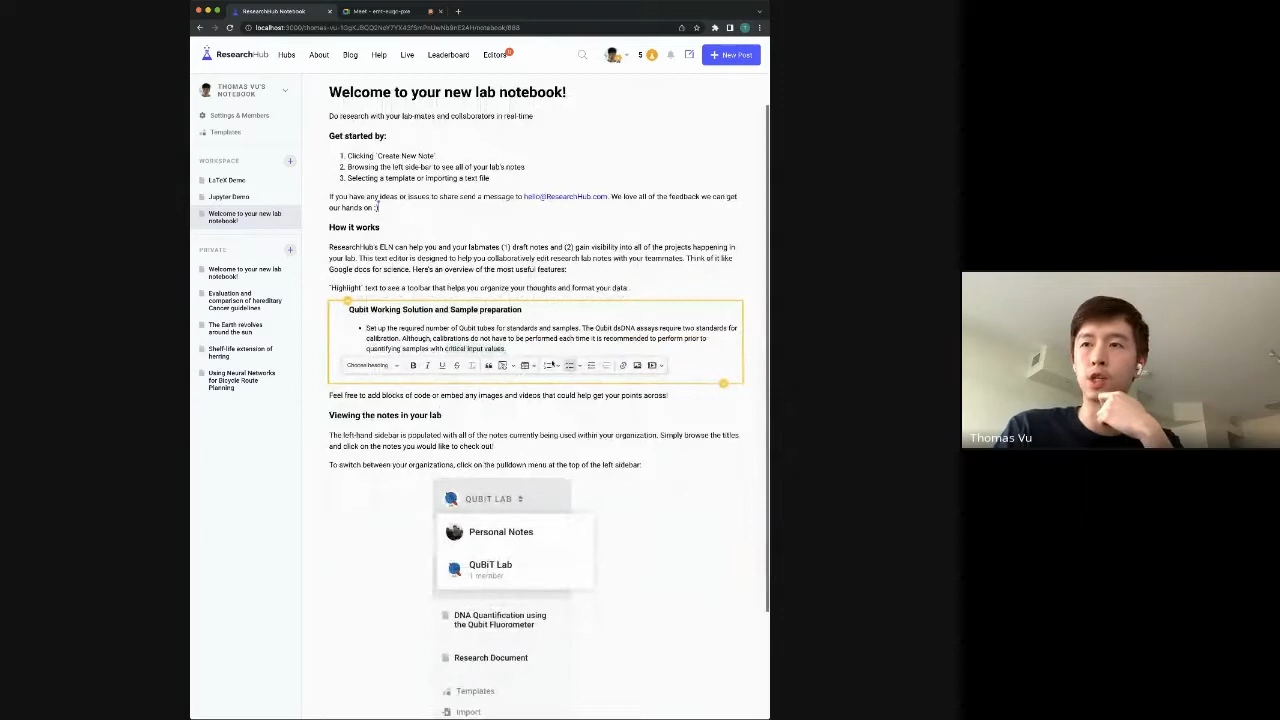 ResearchHub Notebook
Meet
localhost:3000/thomas-vu
ResearchHub
Hubs
About
Blog
Help
Live
Leaderboard
Editors
5
New Post
THOMAS VU'S
NOTEBOOK
Settings & Members
Templates
WORKSPACE
LaTeX Demo
Jupyter Demo
Welcome to your new lab
notebook!
PRIVATE
Welcome to your new lab
notebook!
Evaluation and
comparison of hereditary
Cancer guidelines
The Earth revolves
around the sun
Shelf-life extension of
herring
Using Neural Networks
for Bicycle Route
Planning
Welcome to your new lab notebook!
Do research with your lab-mates and collaborators in real-time
Get started by:
1. Clicking `Create New Note`
2. Browsing the left side-bar to see all of your lab's notes
3. Selecting a template or importing a text file
If you have any ideas or issues to share send a message to hello@ResearchHub.com. We love all of the feedback we can get
our hands on :)
How it works
ResearchHub's ELN can help you and your labmates (1) draft notes and (2) gain visibility into all of the projects happening in
your lab. This text editor is designed to help you collaboratively edit research lab notes with your teammates. Think of it like
Google docs for science. Here's an overview of the most useful features:
`Highlight` text to see a toolbar that helps you organize your thoughts and format your data:
Qubit Working Solution and Sample preparation
• Set up the required number of Qubit tubes for standards and samples. The Qubit dsDNA assays require two standards for
calibration. Although, calibrations do not have to be performed each time it is recommended to perform prior to
quantifying samples with critical input values.
Choose heading
B I U S
Feel free to add blocks of code or embed any images and videos that could help get your points across!
Viewing the notes in your lab
The left-hand sidebar is populated with all of the notes currently being used within your organization. Simply browse the titles
and click on the notes you would like to check out!
To switch between your organizations, click on the pulldown menu at the top of the left sidebar:
QUBIT LAB
Personal Notes
QuBiT Lab
1 member
DNA Quantification using
the Qubit Fluorometer
Research Document
Templates
Import
Thomas Vu